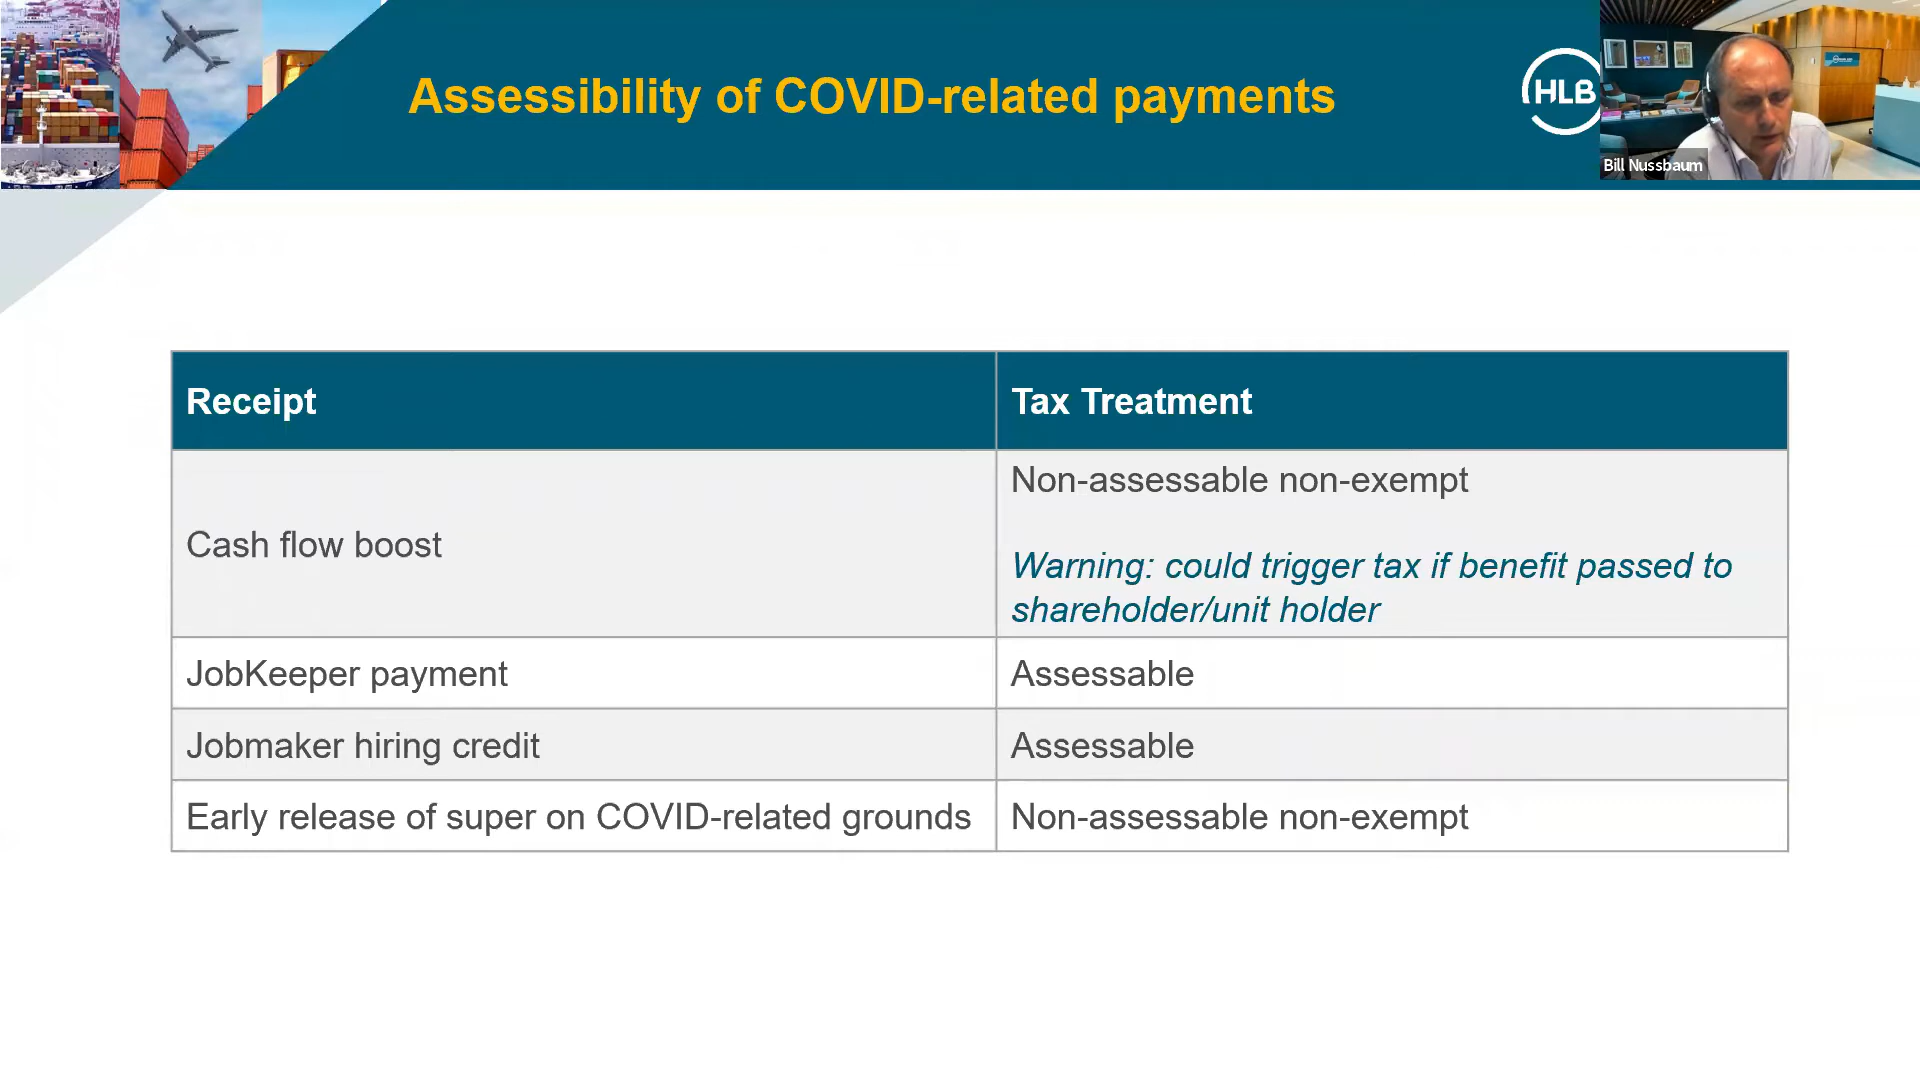 Assessibility of COVID-related payments
HLB
Bill Nussbaum
Receipt
Tax Treatment
Cash flow boost
Non-assessable non-exempt
Warning: could trigger tax if benefit passed to
shareholder/unit holder
JobKeeper payment
Assessable
Jobmaker hiring credit
Assessable
Early release of super on COVID-related grounds
Non-assessable non-exempt